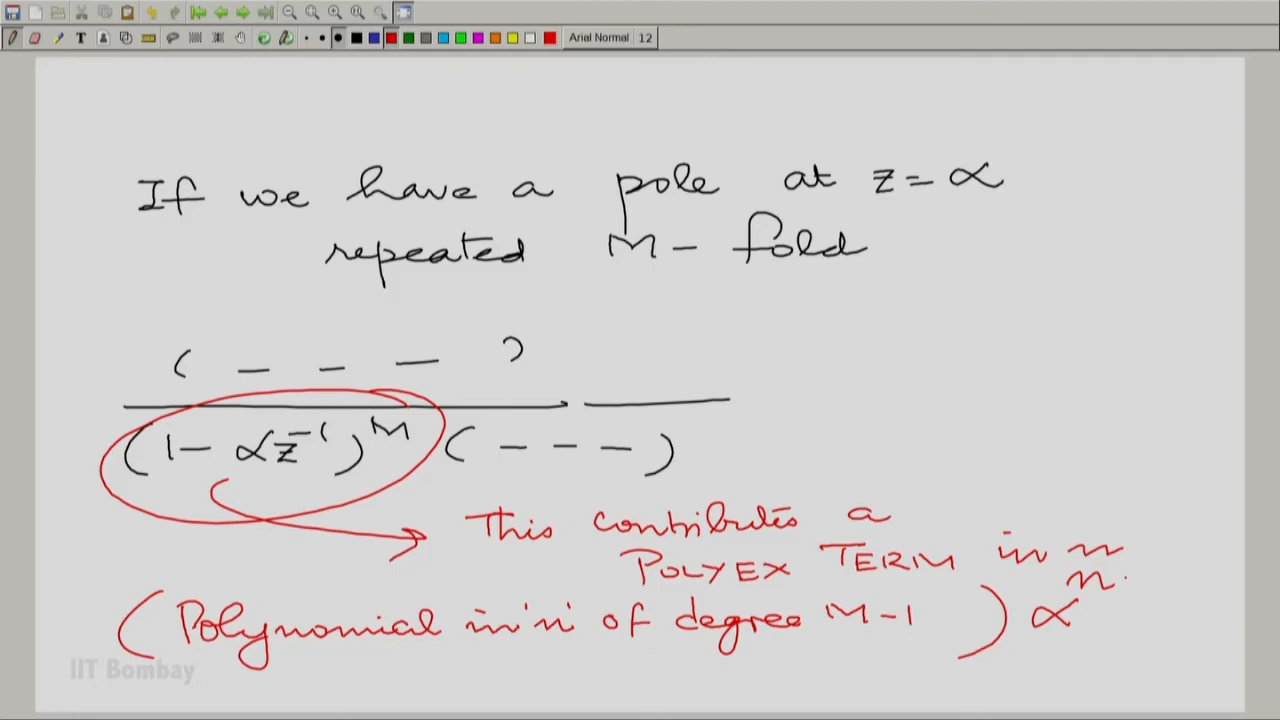 Arial Normal 12
If we have a pole at z = α
repeated M - fold
( — — — )
(1 - αz⁻¹)ᴹ ( - - - )
This contributes a
POLYEX TERM in n
(Polynomial in 'n' of degree M-1) αⁿ.
IIT Bombay